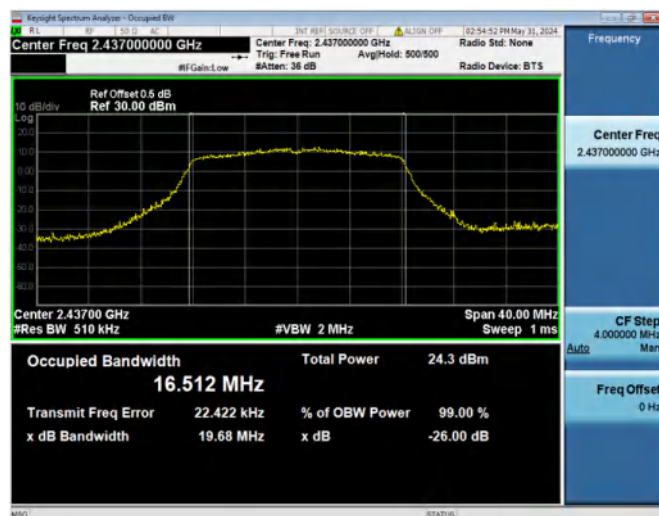 Keysight Spectrum Analyzer - Occupied BW
RL RF 50 Ω AC INT REF SOURCE OFF ALIGN OFF 02:54:52 PM May 31, 2024
Center Freq 2.437000000 GHz
Center Freq: 2.437000000 GHz Radio Std: None
Trig: Free Run Avg|Hold: 500/500
#IFGain:Low #Atten: 36 dB Radio Device: BTS
Frequency
Ref Offset 0.5 dB
10 dB/div Ref 30.00 dBm
Log
20.0
10.0
0.00
-10.0
-20.0
-30.0
-40.0
-50.0
-60.0
Center Freq
2.437000000 GHz
Center 2.43700 GHz Span 40.00 MHz
#Res BW 510 kHz #VBW 2 MHz Sweep 1 ms
CF Step
4.000000 MHz
Auto Man
Occupied Bandwidth Total Power 24.3 dBm
16.512 MHz
Transmit Freq Error 22.422 kHz % of OBW Power 99.00 %
x dB Bandwidth 19.68 MHz x dB -26.00 dB
Freq Offset
0 Hz
MSG STATUS